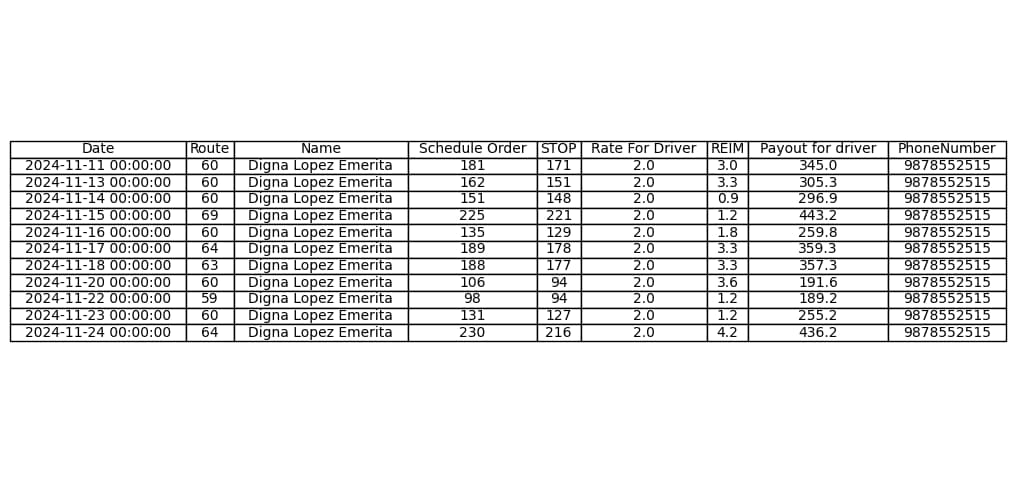 Date Route Name Schedule Order STOP Rate For Driver REIM Payout for driver PhoneNumber
2024-11-11 00:00:00 60 Digna Lopez Emerita 181 171 2.0 3.0 345.0 9878552515
2024-11-13 00:00:00 60 Digna Lopez Emerita 162 151 2.0 3.3 305.3 9878552515
2024-11-14 00:00:00 60 Digna Lopez Emerita 151 148 2.0 0.9 296.9 9878552515
2024-11-15 00:00:00 69 Digna Lopez Emerita 225 221 2.0 1.2 443.2 9878552515
2024-11-16 00:00:00 60 Digna Lopez Emerita 135 129 2.0 1.8 259.8 9878552515
2024-11-17 00:00:00 64 Digna Lopez Emerita 189 178 2.0 3.3 359.3 9878552515
2024-11-18 00:00:00 63 Digna Lopez Emerita 188 177 2.0 3.3 357.3 9878552515
2024-11-20 00:00:00 60 Digna Lopez Emerita 106 94 2.0 3.6 191.6 9878552515
2024-11-22 00:00:00 59 Digna Lopez Emerita 98 94 2.0 1.2 189.2 9878552515
2024-11-23 00:00:00 60 Digna Lopez Emerita 131 127 2.0 1.2 255.2 9878552515
2024-11-24 00:00:00 64 Digna Lopez Emerita 230 216 2.0 4.2 436.2 9878552515